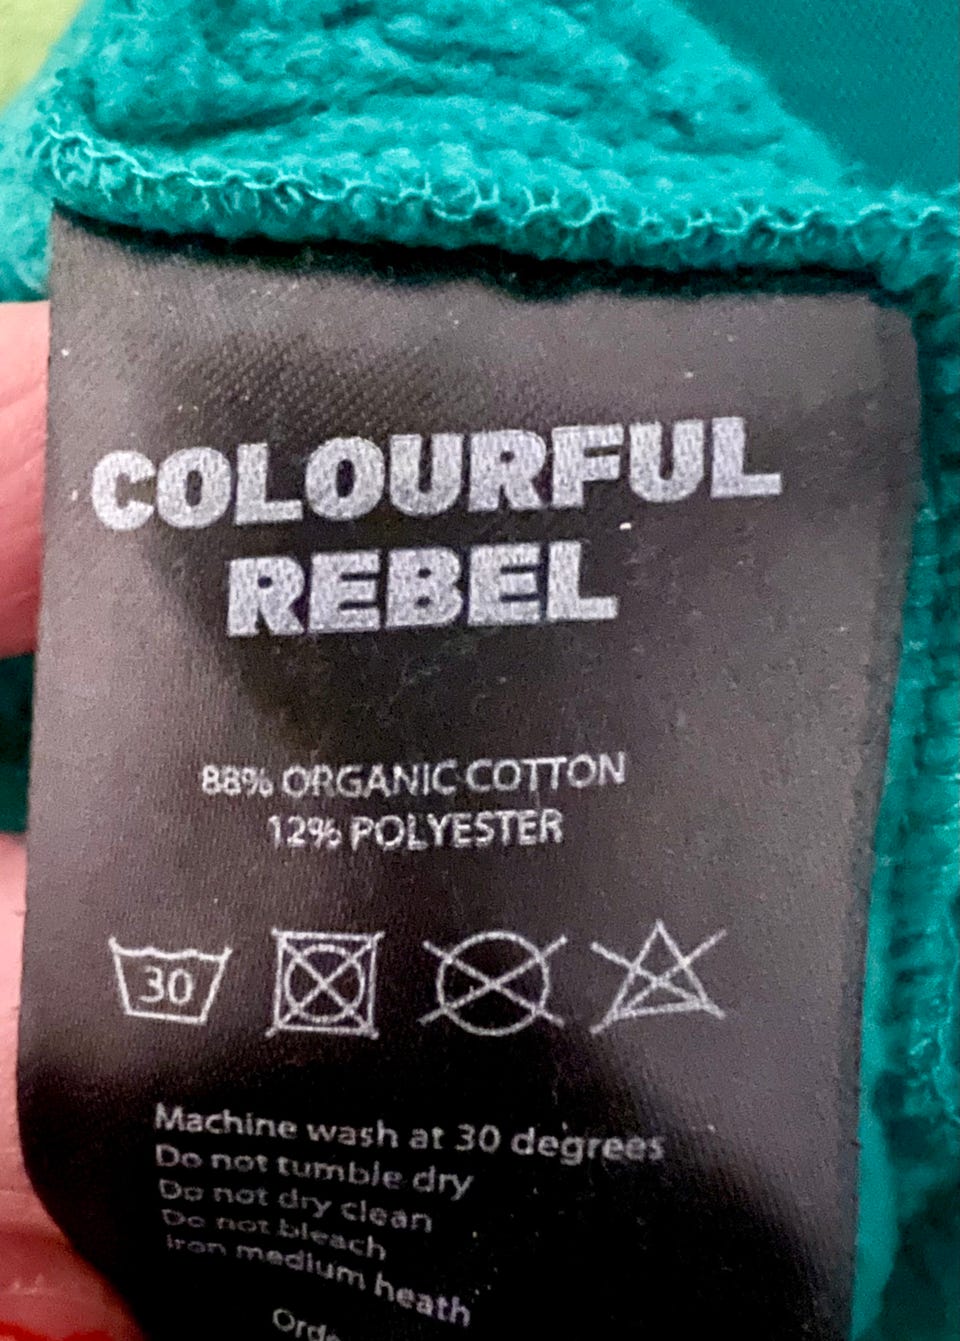 COLOURFUL
REBEL
88% ORGANIC COTTON
12% POLYESTER
30
Machine wash at 30 degrees
Do not tumble dry
Do not dry clean
Do not bleach
Iron medium heath